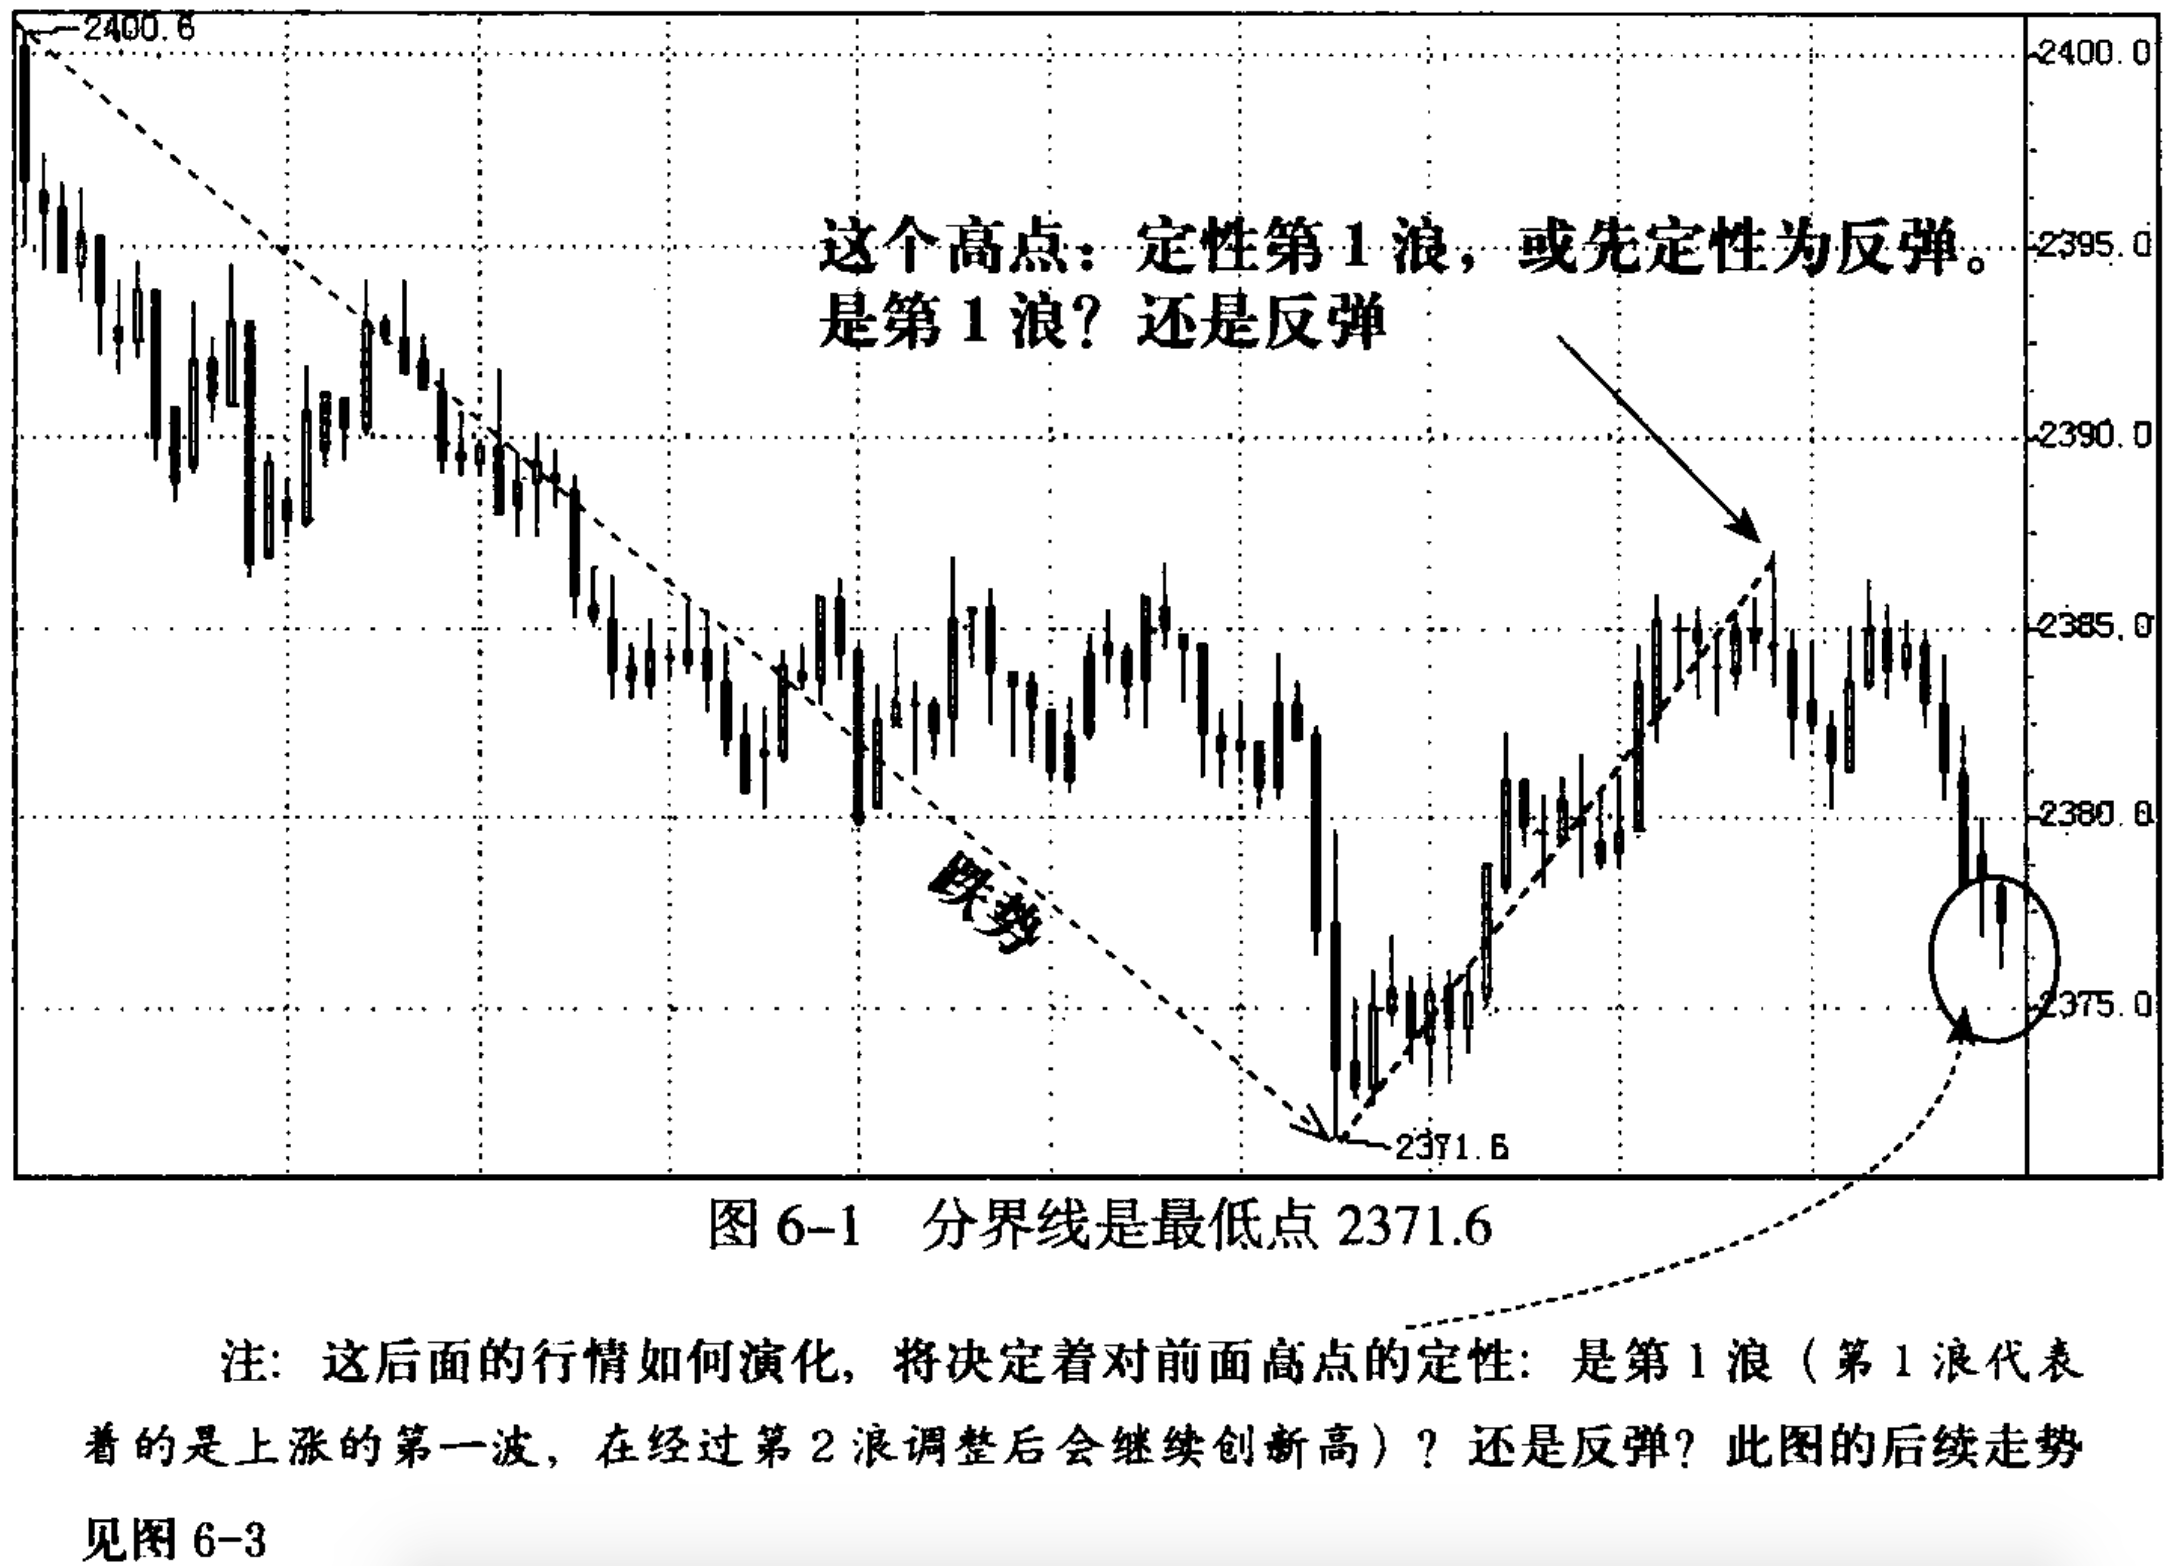 2400.6
2400.0
这个高点：定性第1浪，或先定性为反弹。
2395.0
是第1浪？还是反弹
2390.0
2385.0
2380.0
跌势
2375.0
2371.6
图 6-1 分界线是最低点 2371.6
注：这后面的行情如何演化，将决定着对前面高点的定性：是第1浪（第1浪代表
着的是上涨的第一波，在经过第2浪调整后会继续创新高）？还是反弹？此图的后续走势
见图 6-3